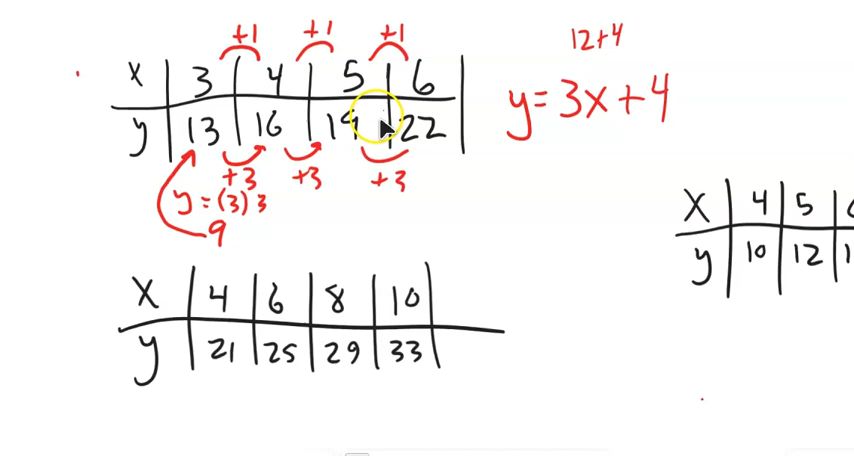 +1 +1 +1
12+4
x 3 4 5 6
y=3x+4
y 13 16 19 22
+3 +3 +3
y=(3)3
9
x 4 5
y 10 12
x 4 6 8 10
y 21 25 29 33